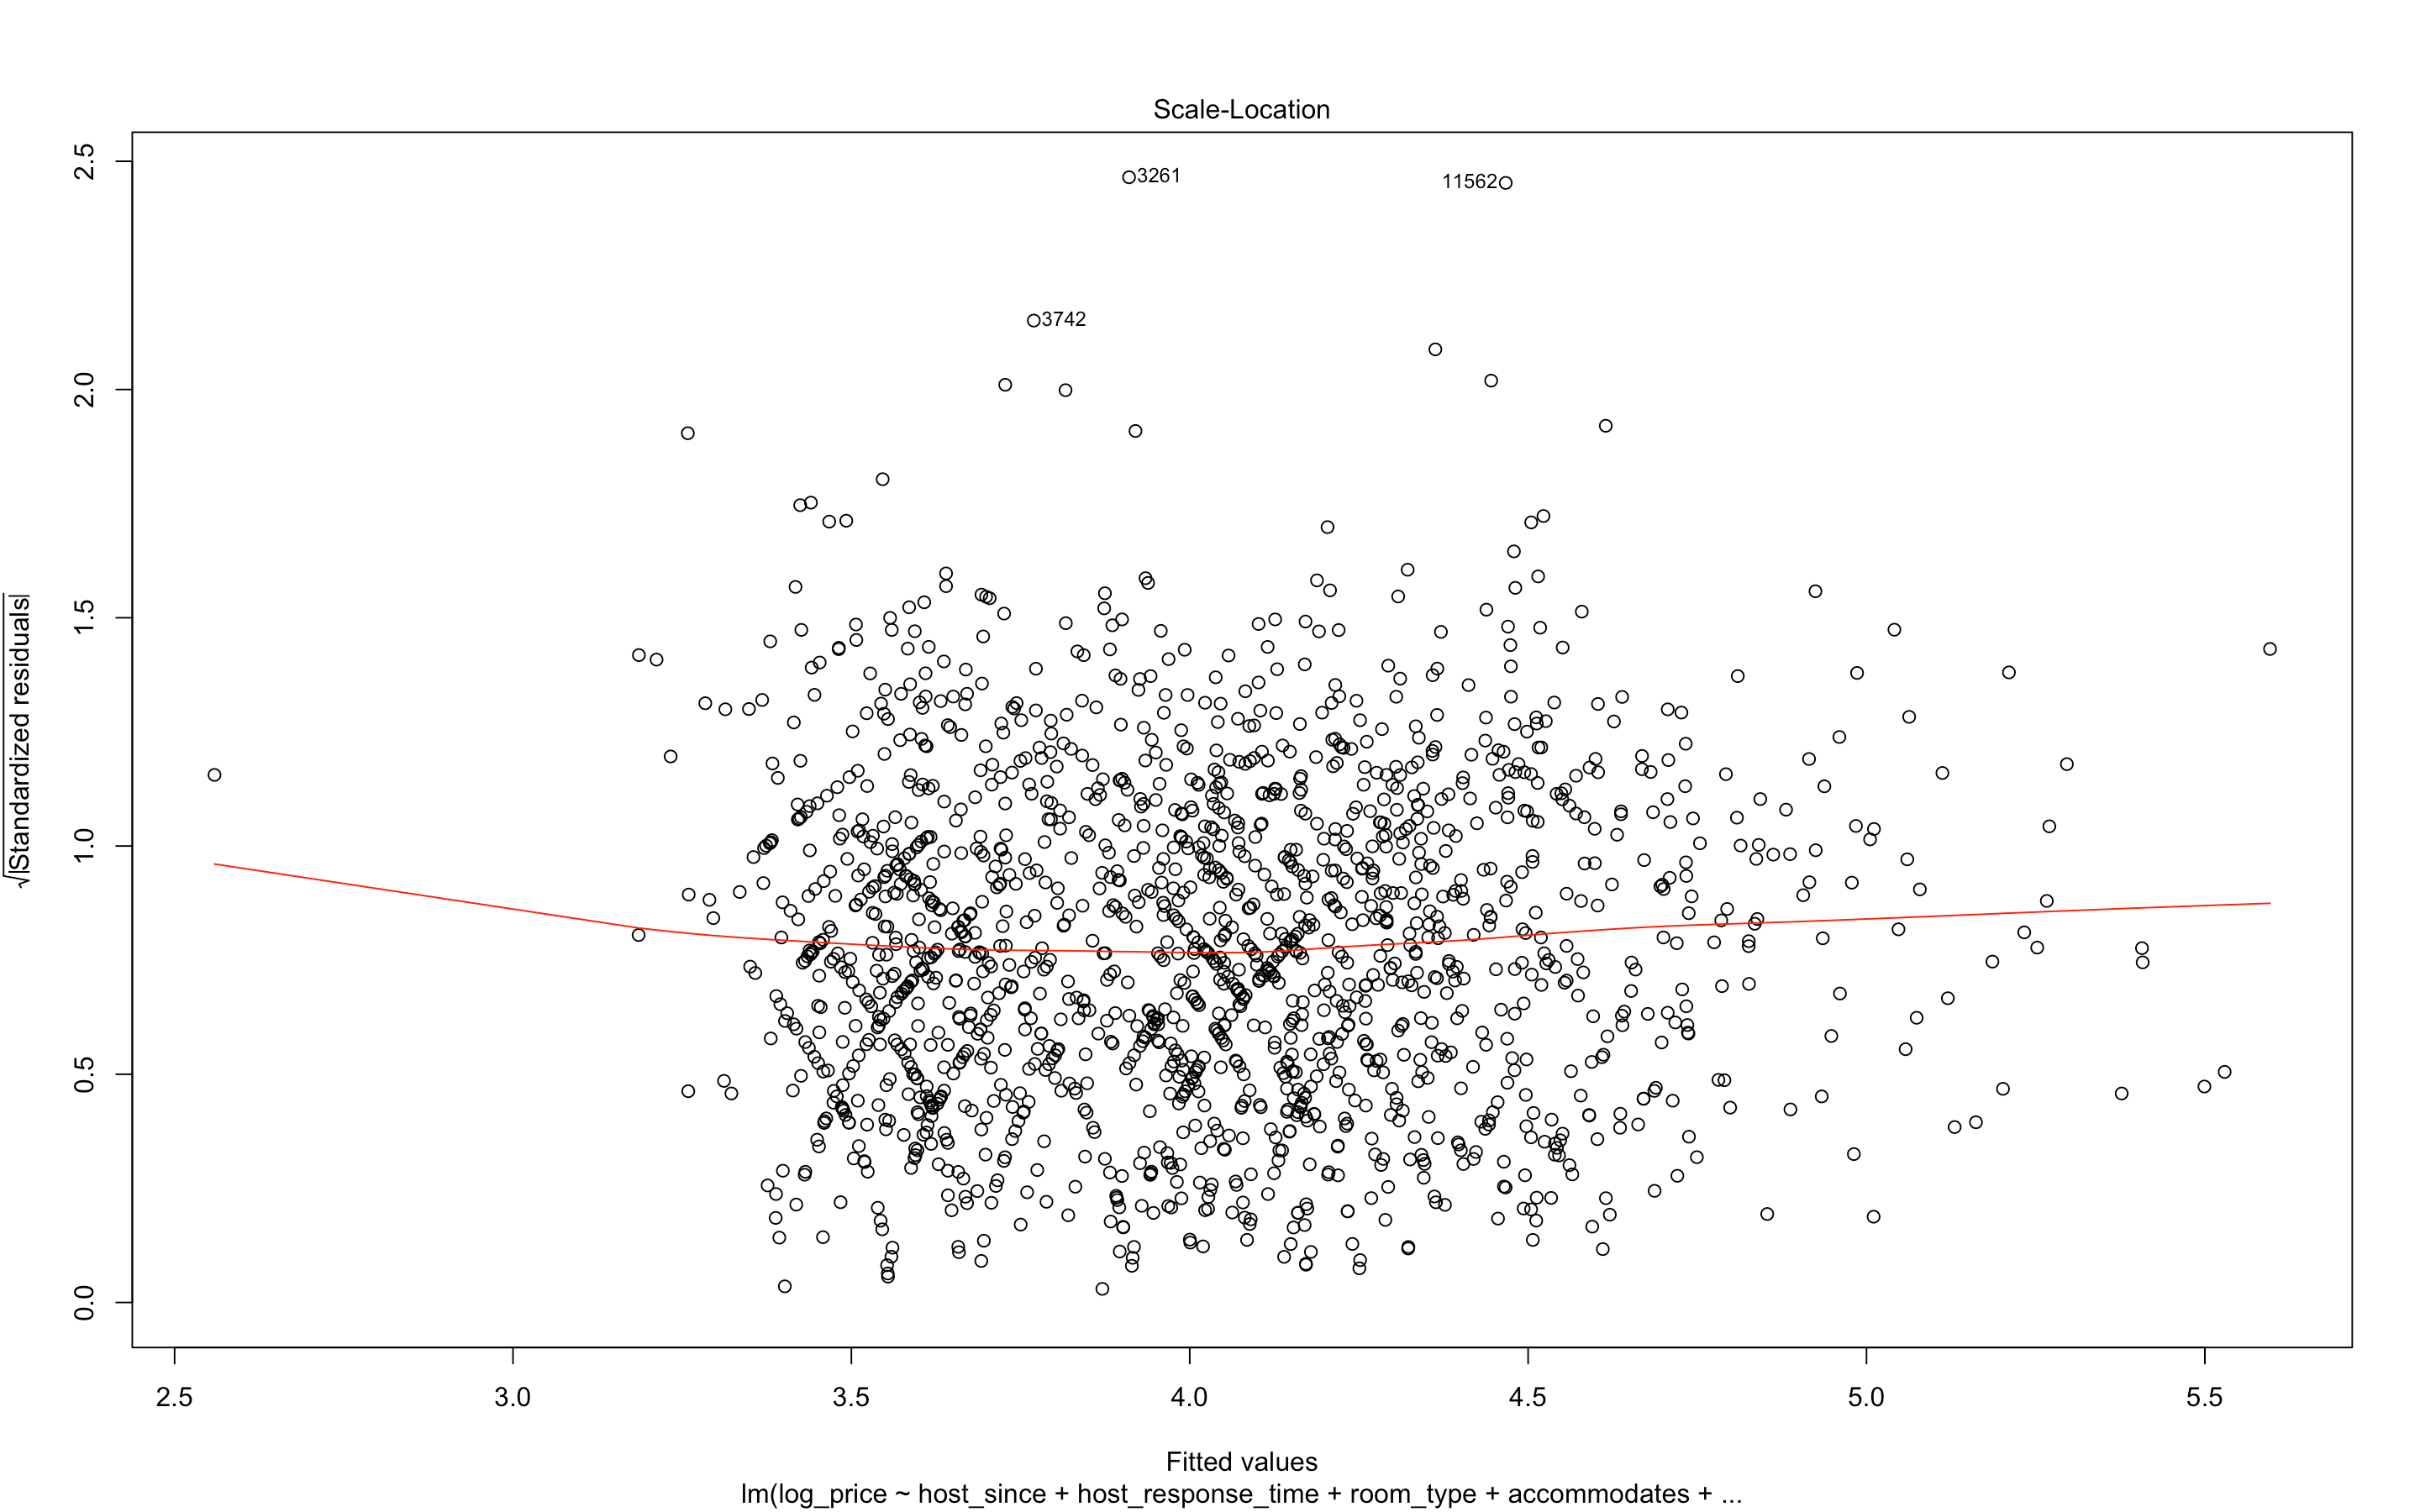 Scale-Location
2.5
3261
11562
3742
2.0
1.5
√|Standardized residuals|
1.0
0.5
0.0
2.5 3.0 3.5 4.0 4.5 5.0 5.5
Fitted values
lm(log_price ~ host_since + host_response_time + room_type + accommodates + ...